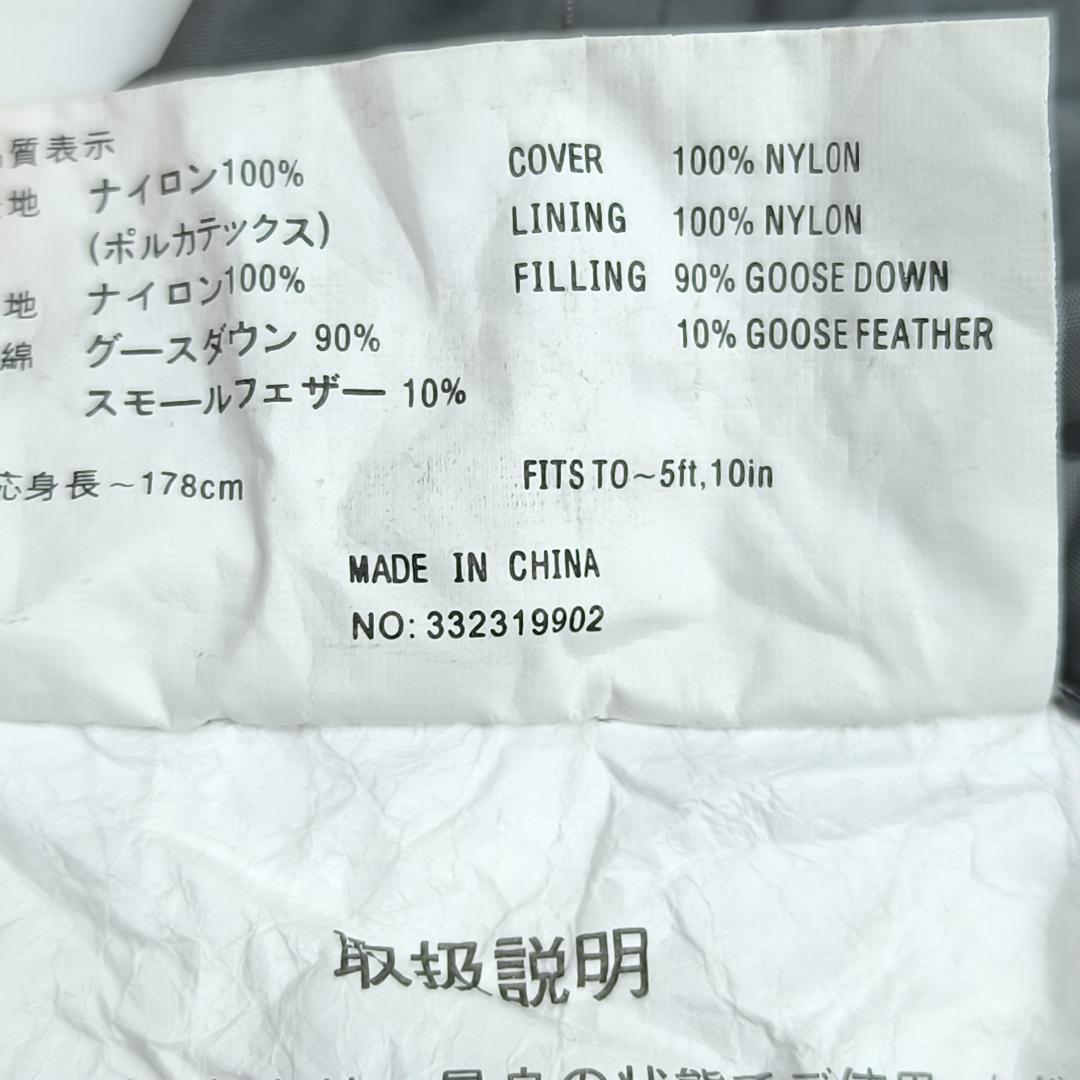 質表示
地 ナイロン100%
(ポルカテックス)
地 ナイロン100%
綿 グースダウン 90%
スモールフェザー 10%
応身長~178cm
COVER 100% NYLON
LINING 100% NYLON
FILLING 90% GOOSE DOWN
10% GOOSE FEATHER
FITS TO~5ft,10in
MADE IN CHINA
NO: 332319902
取扱説明